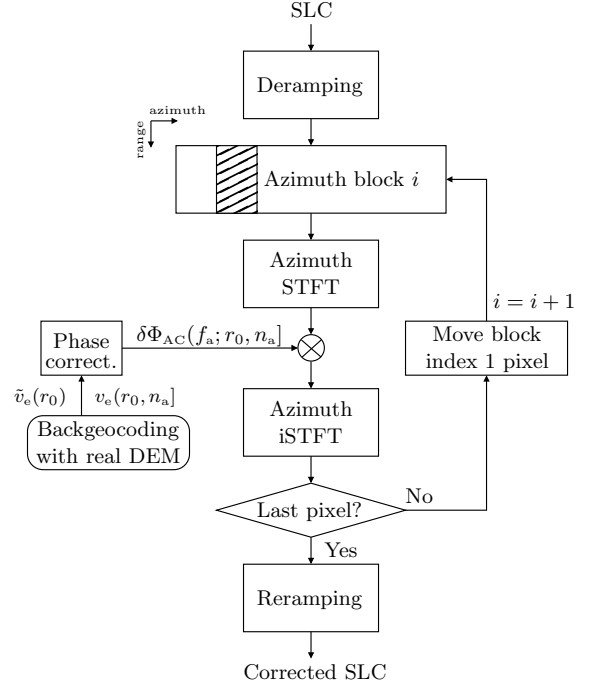 SLC
Deramping
azimuth
range
Azimuth block i
Azimuth
STFT
i = i + 1
δΦ_AC(f_a; r_0, n_a]
Phase
correct.
Move block
index 1 pixel
ṽ_e(r_0) v_e(r_0, n_a]
Azimuth
iSTFT
Backgeocoding
with real DEM
Last pixel?
No
Yes
Reramping
Corrected SLC